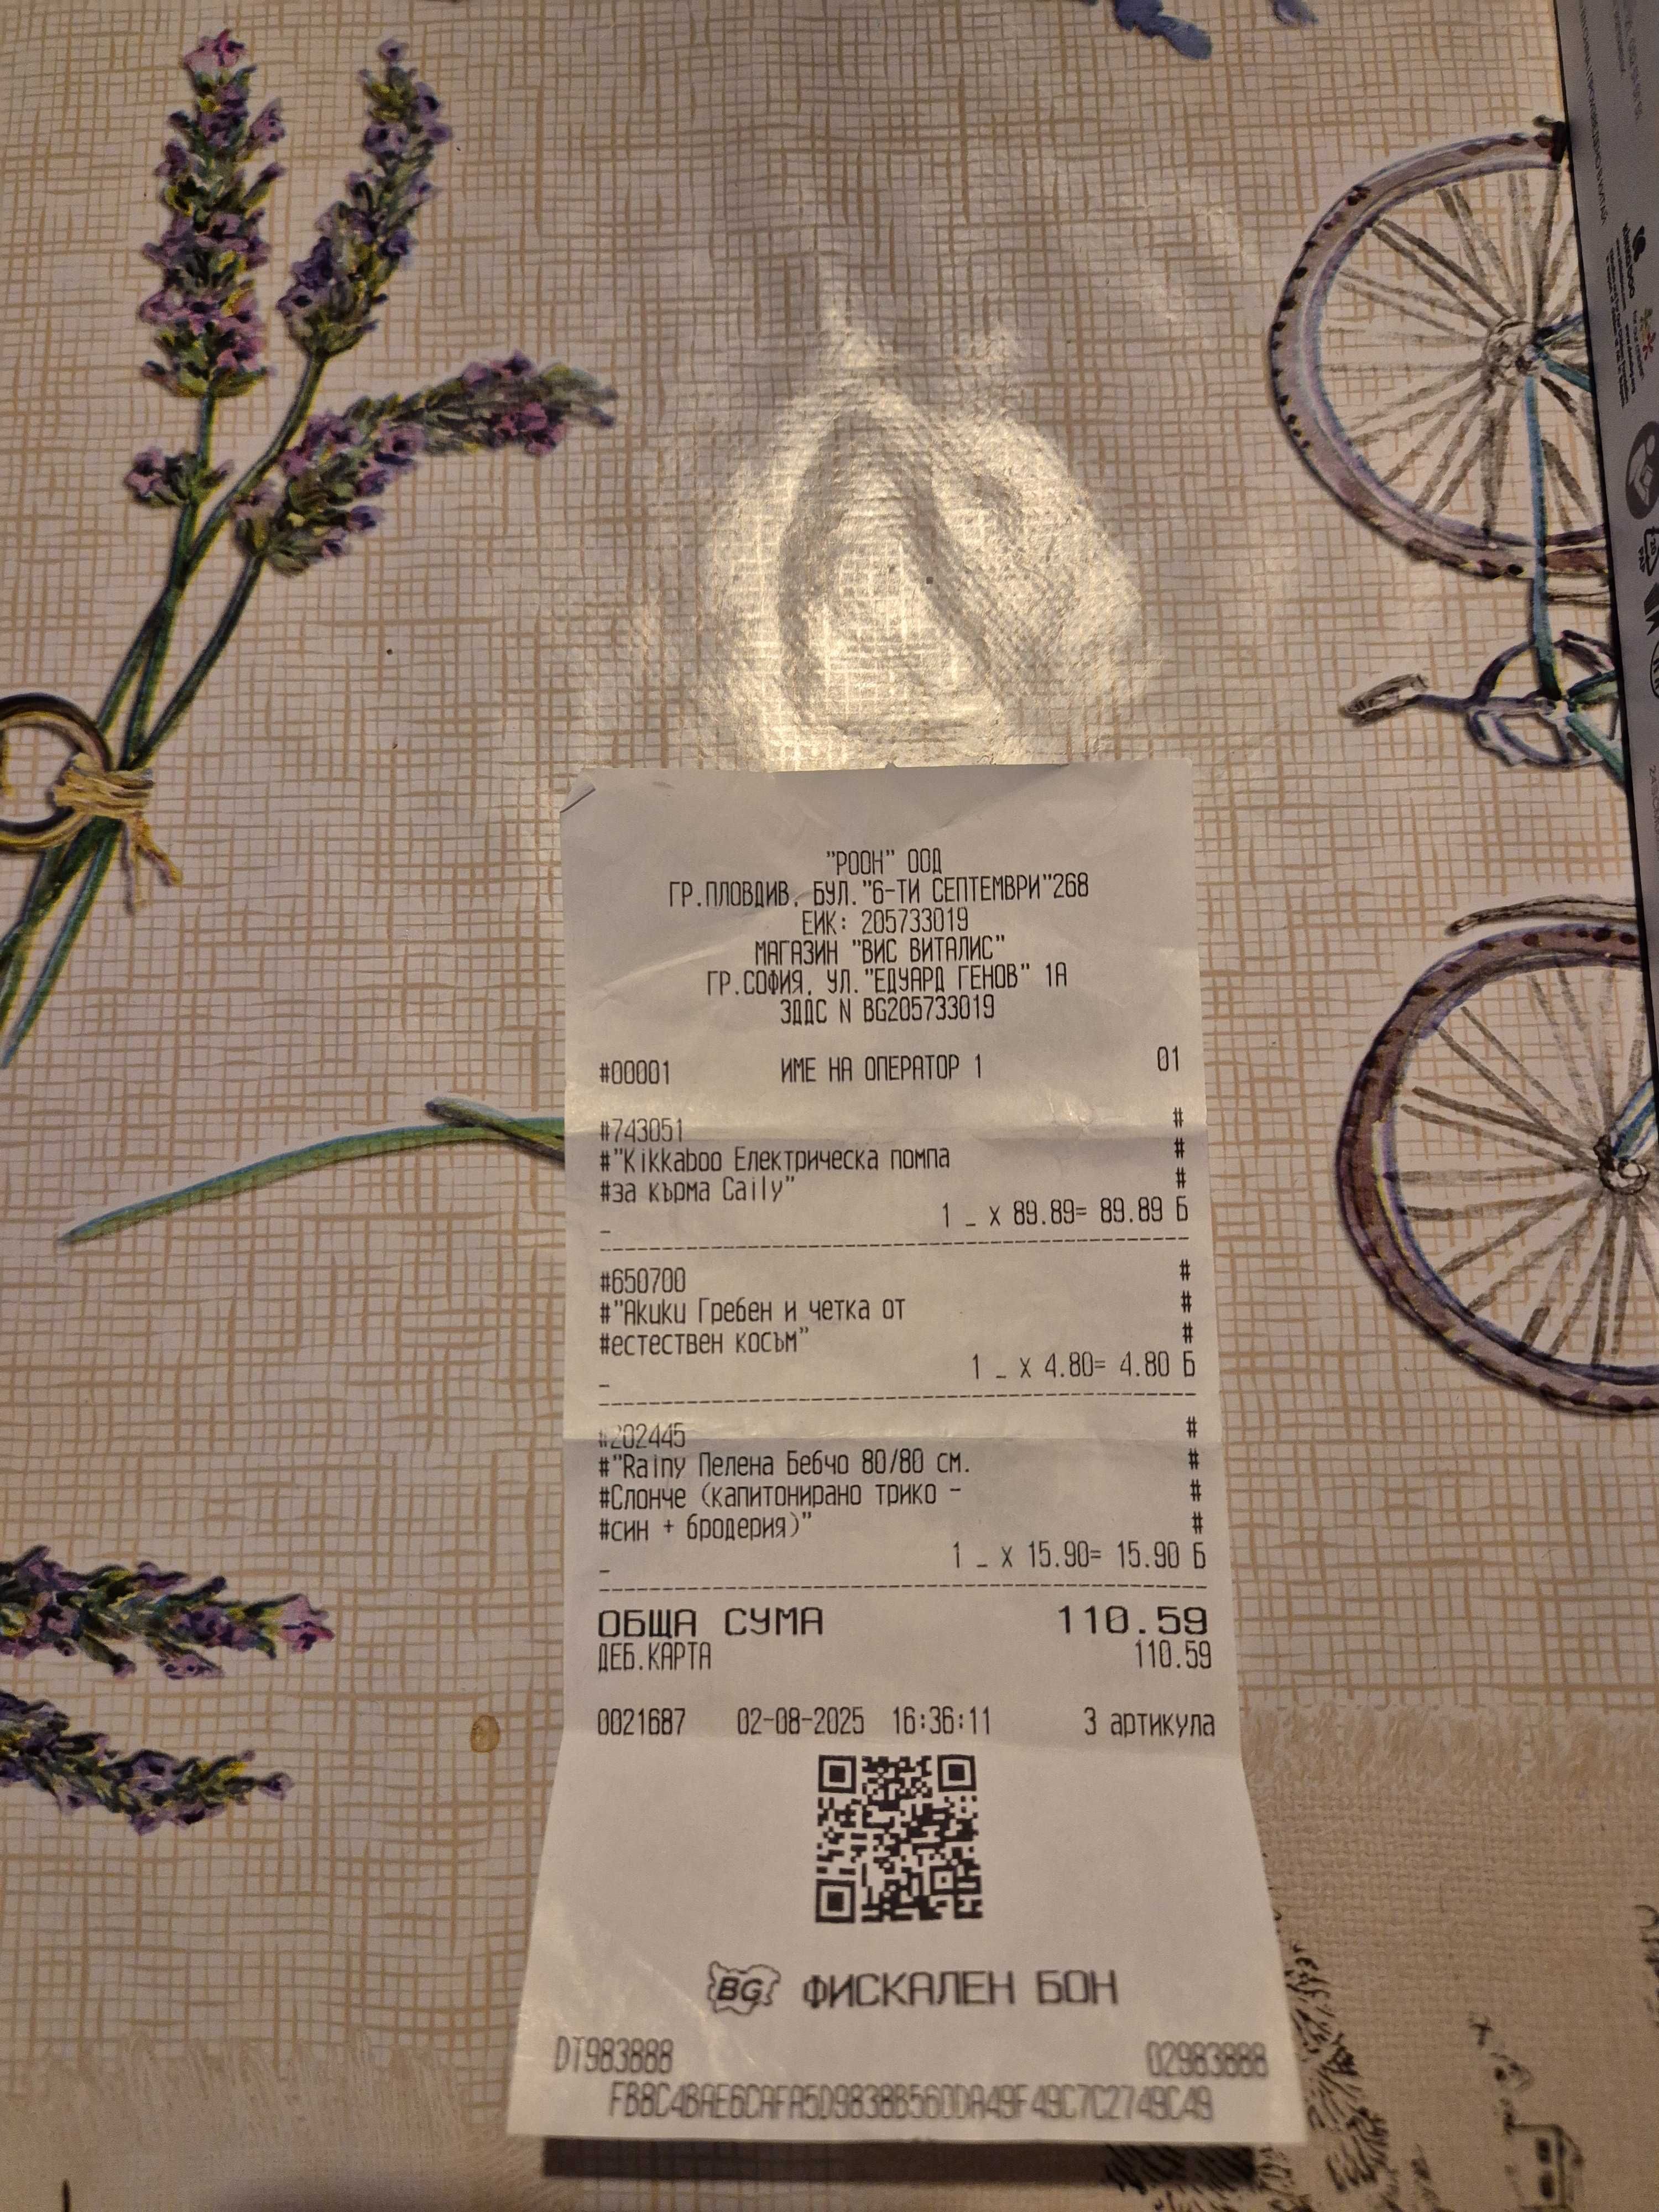 "РООН" ООД
ГР.ПЛОВДИВ, БУЛ."6-ТИ СЕПТЕМВРИ"268
ЕИК: 205733019
МАГАЗИН "ВИС ВИТАЛИС"
ГР.СОФИЯ, УЛ."ЕДУАРД ГЕНОВ" 1А
ЗДДС N BG205733019
#00001 ИМЕ НА ОПЕРАТОР 1 01
#743051 #
#"Kikkaboo Електрическа помпа #
#за кърма Caily" #
_ 1 _ x 89.89= 89.89 Б
#650700 #
#"Akuku Гребен и четка от #
#естествен косъм" #
_ 1 _ x 4.80= 4.80 Б
#202445 #
#"Rainy Пелена Бебчо 80/80 см. #
#Слонче (капитонирано трико - #
#син + бродерия)" #
_ 1 _ x 15.90= 15.90 Б
ОБЩА СУМА 110.59
ДЕБ.КАРТА 110.59
0021687 02-08-2025 16:36:11 3 артикула
BG ФИСКАЛЕН БОН
DT983888 02983888
FB8C4BAE6CAFA5D9838B560DA49F49C7C2749C49